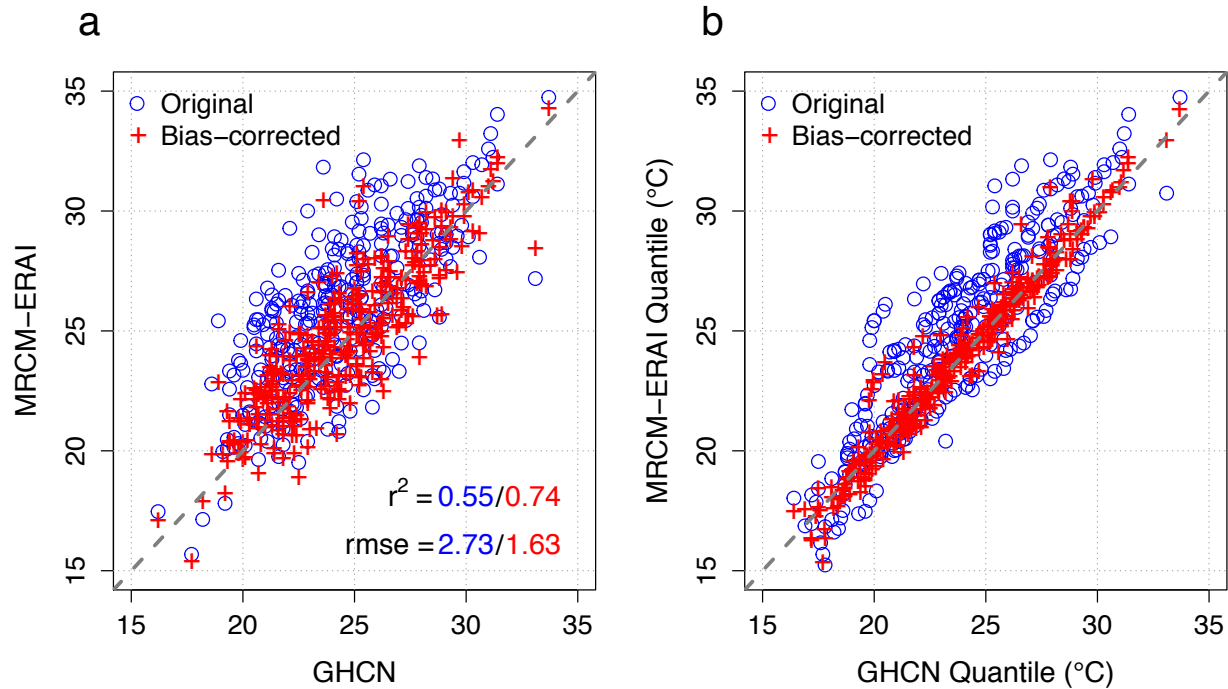 a
MRCM−ERAI
35
30
25
20
15
○ Original
+ Bias−corrected
r² = 0.55/0.74
rmse = 2.73/1.63
15 20 25 30 35
GHCN
b
MRCM−ERAI Quantile (°C)
35
30
25
20
15
○ Original
+ Bias−corrected
15 20 25 30 35
GHCN Quantile (°C)